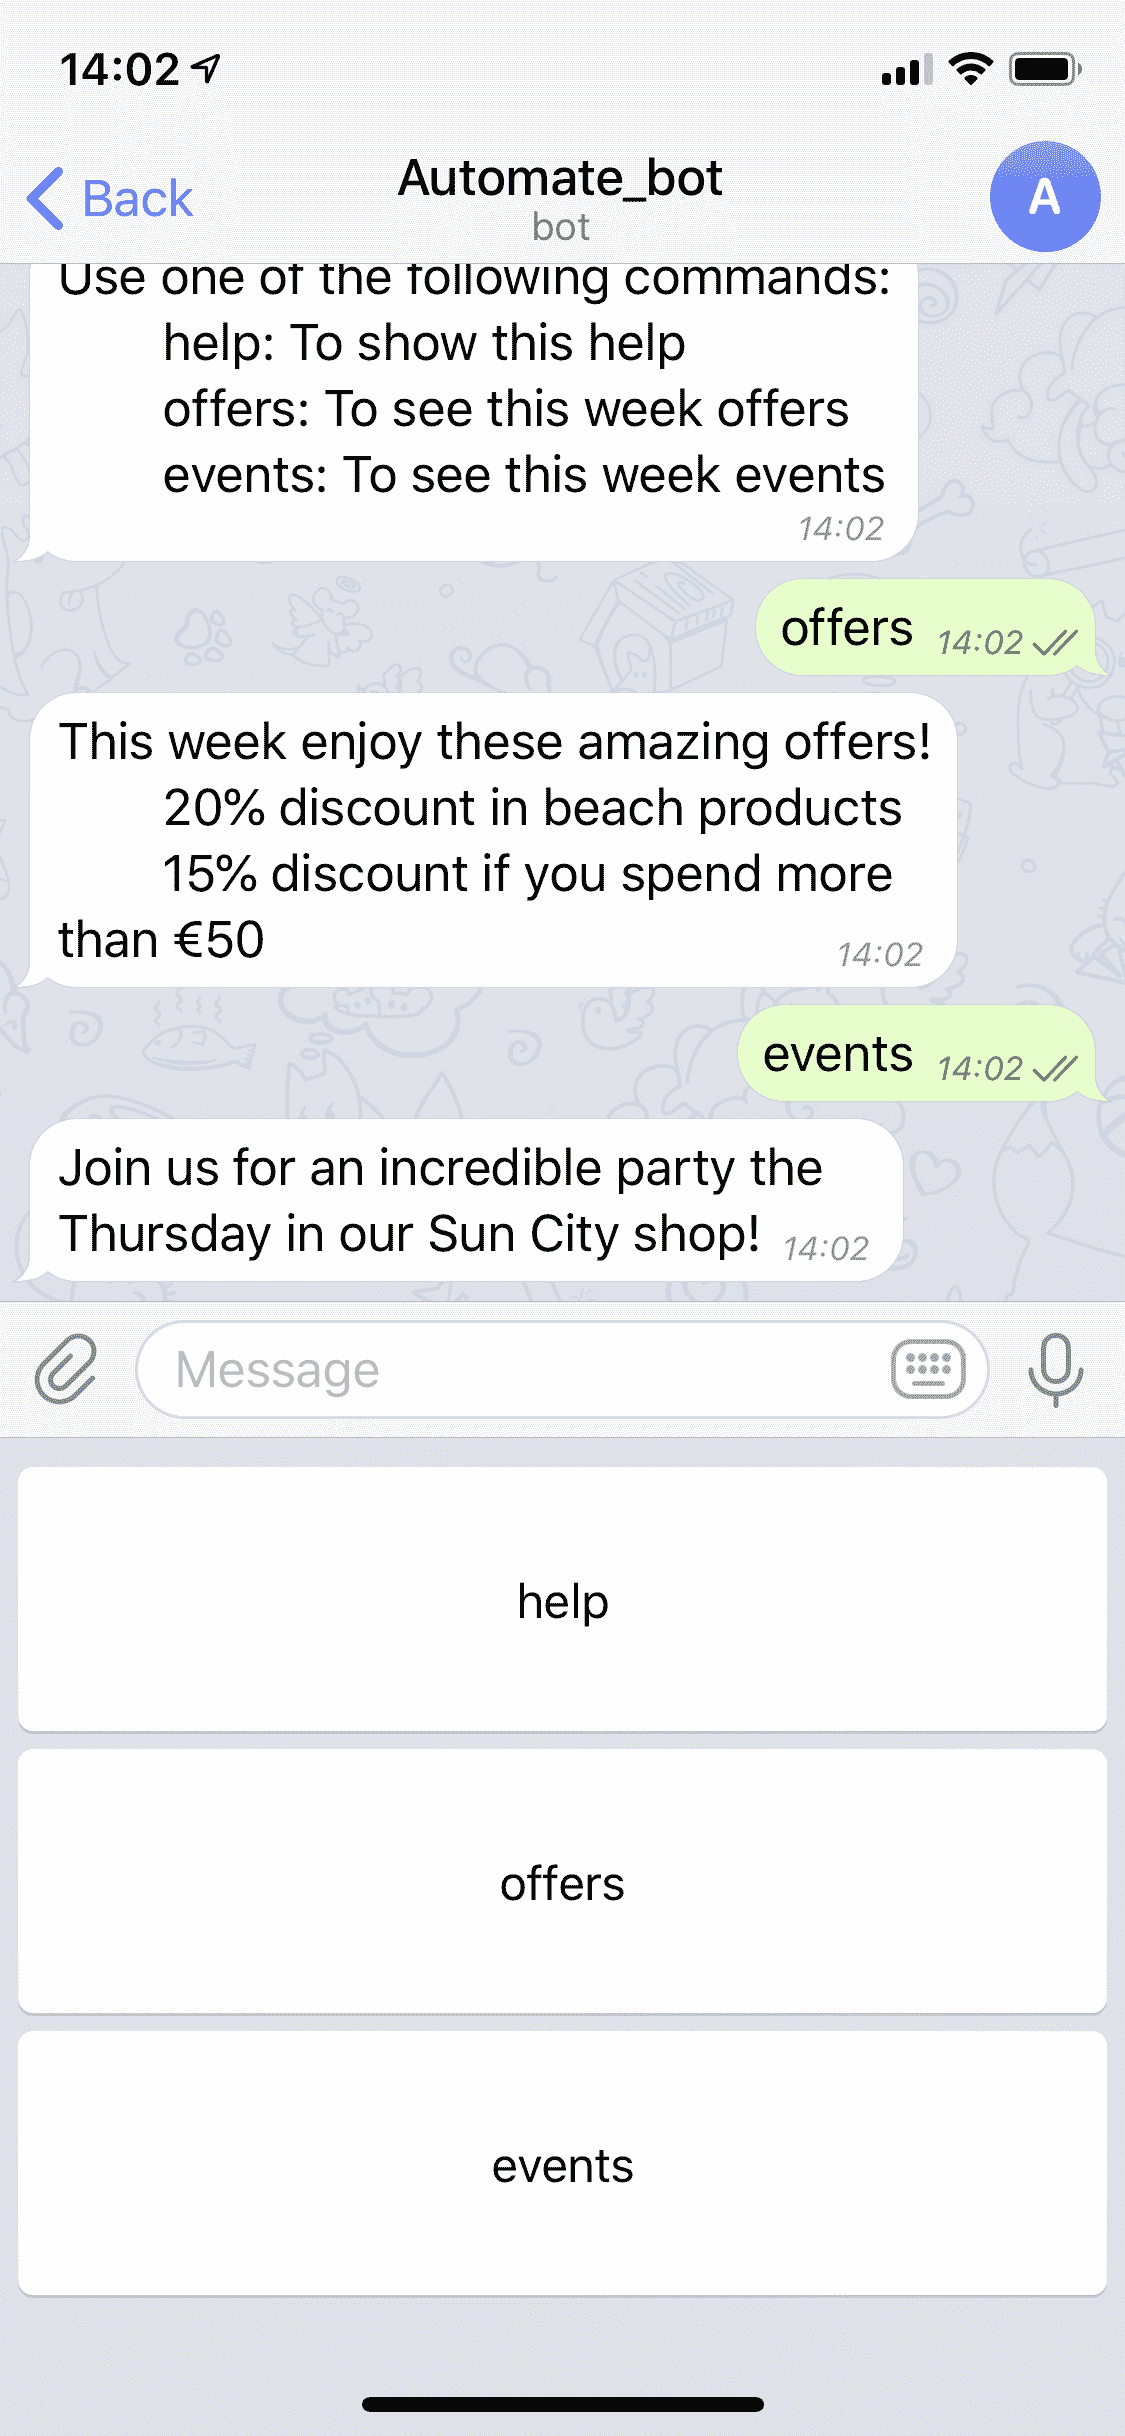 14:02
Back
Automate_bot
bot
A
Use one of the following commands:
help: To show this help
offers: To see this week offers
events: To see this week events
14:02
offers 14:02
This week enjoy these amazing offers!
20% discount in beach products
15% discount if you spend more
than €50
14:02
events 14:02
Join us for an incredible party the
Thursday in our Sun City shop! 14:02
Message
help
offers
events